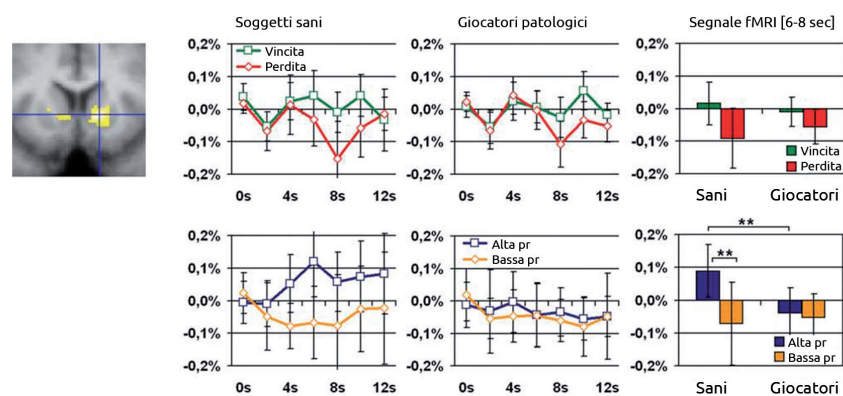 Soggetti sani
Giocatori patologici
Segnale fMRI [6-8 sec]
0,2%
0,1%
0,0%
-0,1%
-0,2%
Vincita
Perdita
0s 4s 8s 12s
0,2%
0,1%
0,0%
-0,1%
-0,2%
0s 4s 8s 12s
0,2%
0,1%
0,0%
-0,1%
-0,2%
Vincita
Perdita
Sani Giocatori
0,2%
0,1%
0,0%
-0,1%
-0,2%
0s 4s 8s 12s
0,2%
0,1%
0,0%
-0,1%
-0,2%
Alta pr
Bassa pr
0s 4s 8s 12s
0,2%
0,1%
0,0%
-0,1%
-0,2%
**
**
Alta pr
Bassa pr
Sani Giocatori